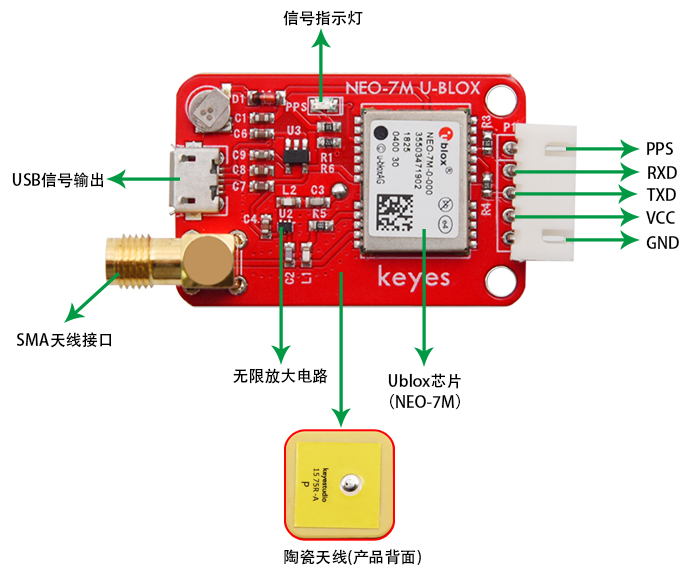 信号指示灯
NEO-7M U-BLOX
D1
PPS
C1
C6
U3
R3
P1
C9
C8
C7
R1
R6
ublox®
NEO-7M-0-000
35503471902
1825
0400 30
© u-bloxAG
L2
C3
R4
C4
U2
R5
C2
L1
keyes
PPS
RXD
TXD
VCC
GND
USB信号输出
SMA天线接口
无限放大电路
Ublox芯片
(NEO-7M)
keyestudio
1575R-A
P
陶瓷天线(产品背面)